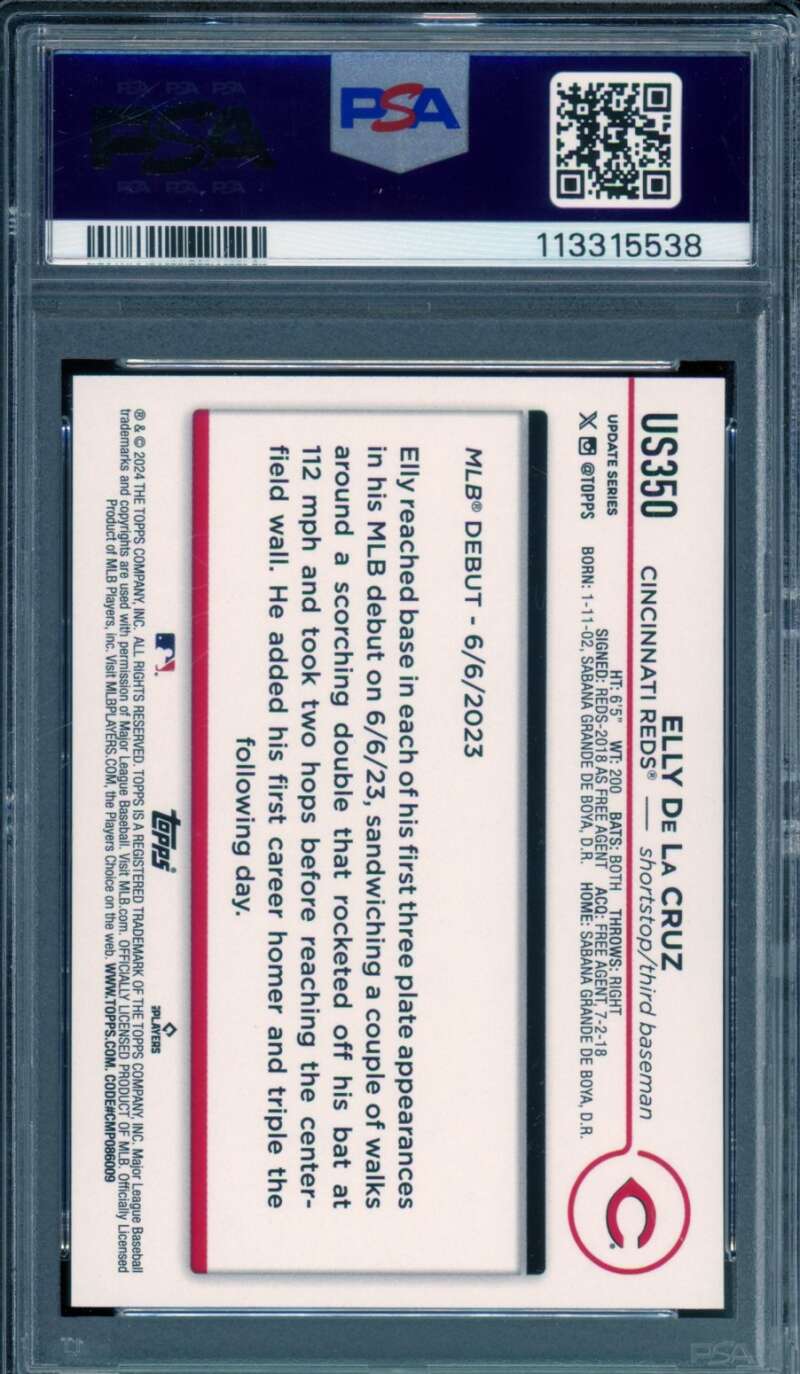 PSA PSA PSA
PSA
PSA PSA PSA
PSA
113315538
US350
CINCINNATI REDS® — shortstop/third baseman
ELLY DE LA CRUZ
UPDATE SERIES
X @TOPPS
HT: 6'5" WT: 200 BATS: BOTH THROWS: RIGHT
SIGNED: REDS-2018 AS FREE AGENT ACQ: FREE AGENT, 7-2-18
BORN: 1-11-02, SABANA GRANDE DE BOYA, D.R. HOME: SABANA GRANDE DE BOYA, D.R.
C
MLB® DEBUT - 6/6/2023
Elly reached base in each of his first three plate appearances
in his MLB debut on 6/6/23, sandwiching a couple of walks
around a scorching double that rocketed off his bat at
112 mph and took two hops before reaching the center-
field wall. He added his first career homer and triple the
following day.
topps®
PLAYERS
® & © 2024 THE TOPPS COMPANY, INC. ALL RIGHTS RESERVED. TOPPS IS A REGISTERED TRADEMARK OF THE TOPPS COMPANY, INC. Major League Baseball
trademarks and copyrights are used with permission of Major League Baseball. Visit MLB.com. OFFICIALLY LICENSED PRODUCT OF MLB. Officially Licensed
Product of MLB Players, Inc. Visit MLBPLAYERS.COM, the Players Choice on the web. WWW.TOPPS.COM. CODE#CMP086009
PSA